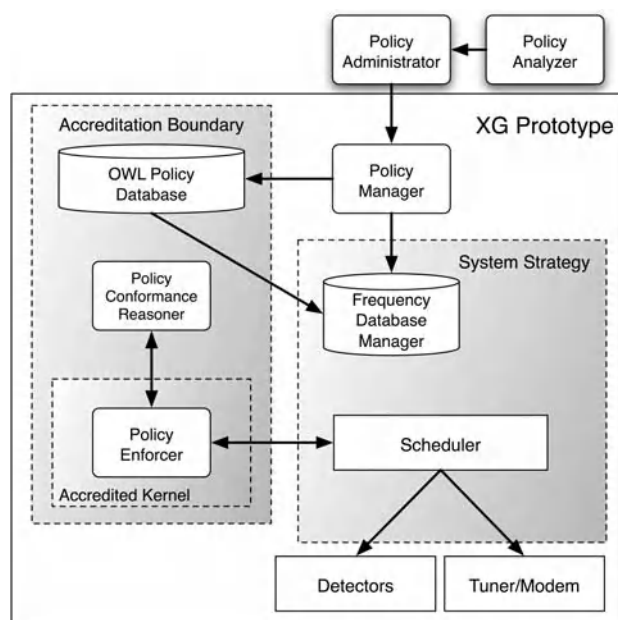 Policy
Administrator
Policy
Analyzer
Accreditation Boundary
XG Prototype
OWL Policy
Database
Policy
Manager
System Strategy
Policy
Conformance
Reasoner
Frequency
Database
Manager
Policy
Enforcer
Scheduler
Accredited Kernel
Detectors
Tuner/Modem